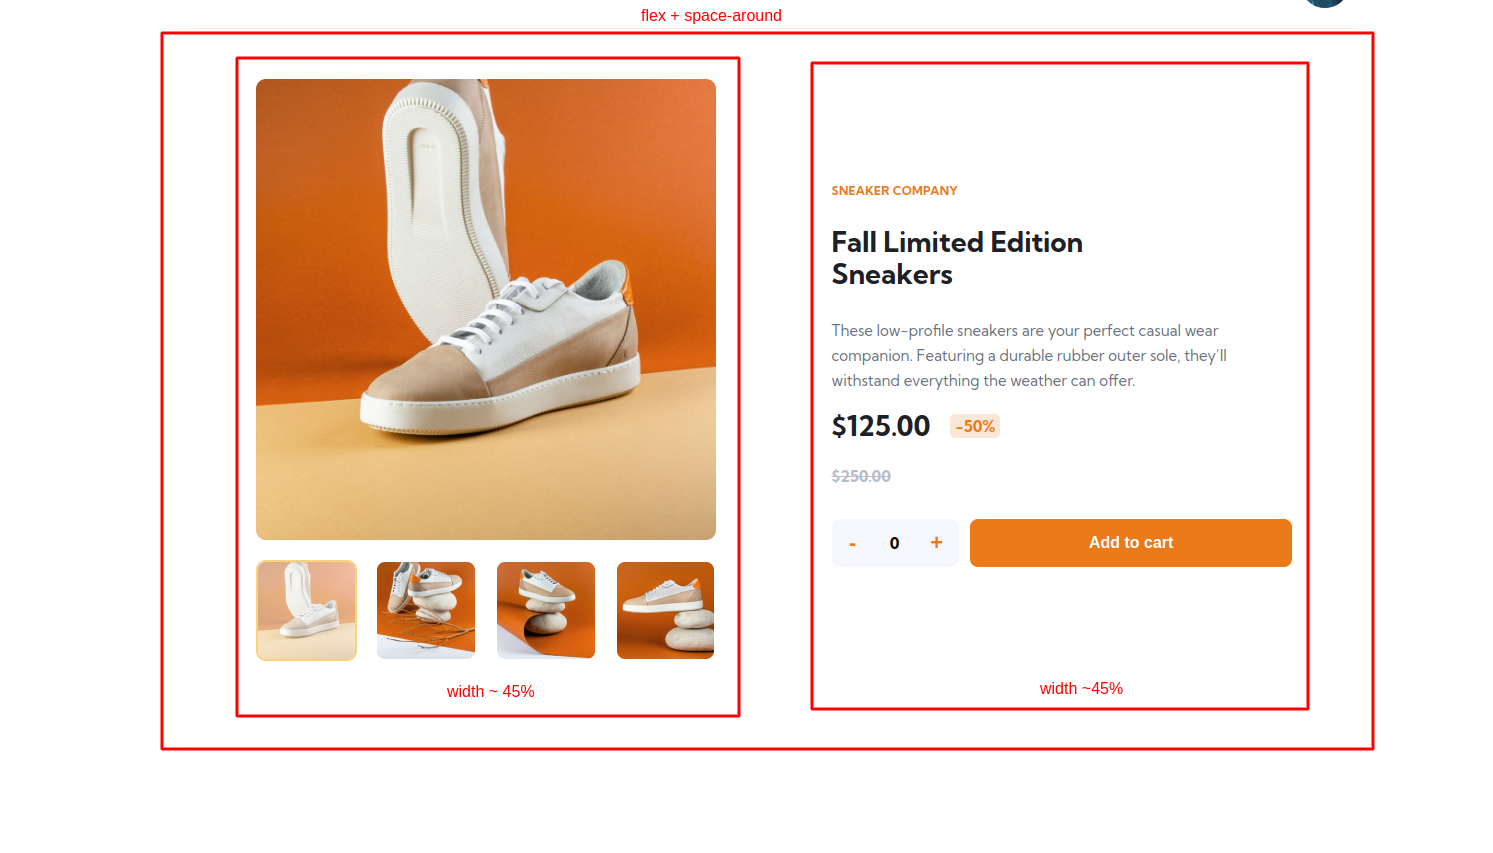 flex + space-around
SNEAKER COMPANY
Fall Limited Edition
Sneakers
These low-profile sneakers are your perfect casual wear
companion. Featuring a durable rubber outer sole, they’ll
withstand everything the weather can offer.
$125.00 -50%
$250.00
- 0 + Add to cart
width ~ 45%
width ~45%